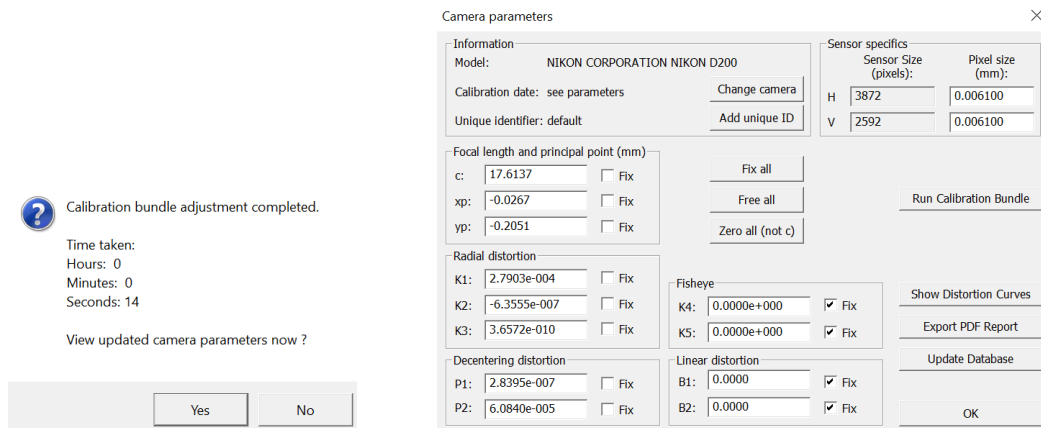 Calibration bundle adjustment completed.
Time taken:
Hours: 0
Minutes: 0
Seconds: 14
View updated camera parameters now ?
Yes No
Camera parameters
Information
Model: NIKON CORPORATION NIKON D200
Calibration date: see parameters Change camera
Unique identifier: default Add unique ID
Sensor specifics
Sensor Size (pixels): Pixel size (mm):
H 3872 0.006100
V 2592 0.006100
Focal length and principal point (mm)
c: 17.6137 Fix
xp: -0.0267 Fix
yp: -0.2051 Fix
Fix all
Free all
Zero all (not c)
Run Calibration Bundle
Radial distortion
K1: 2.7903e-004 Fix
K2: -6.3555e-007 Fix
K3: 3.6572e-010 Fix
Fisheye
K4: 0.0000e+000 Fix
K5: 0.0000e+000 Fix
Show Distortion Curves
Export PDF Report
Update Database
Decentering distortion
P1: 2.8395e-007 Fix
P2: 6.0840e-005 Fix
Linear distortion
B1: 0.0000 Fix
B2: 0.0000 Fix
OK